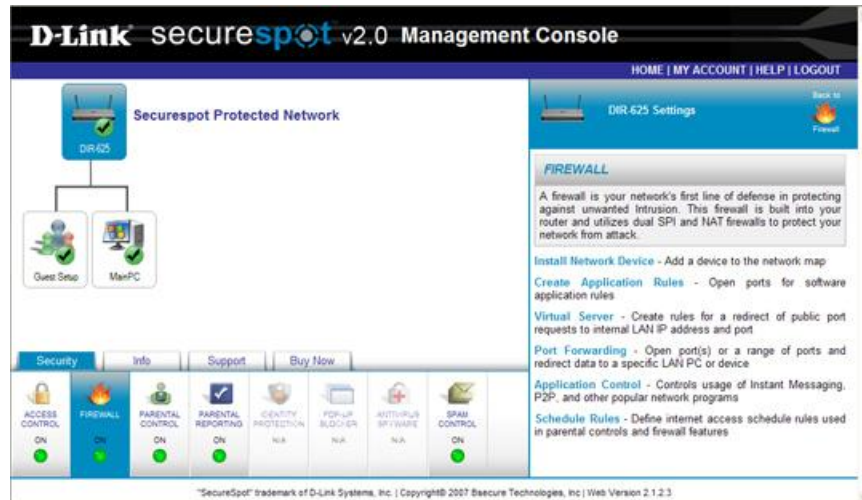 D-Link securespot v2.0 Management Console
HOME | MY ACCOUNT | HELP | LOGOUT
DIR-625
Securespot Protected Network
Guest Setup
MainPC
DIR-625 Settings
Back to
Firewall
FIREWALL
A firewall is your network's first line of defense in protecting
against unwanted Intrusion. This firewall is built into your
router and utilizes dual SPI and NAT firewalls to protect your
network from attack.
Install Network Device - Add a device to the network map
Create Application Rules - Open ports for software
application rules
Virtual Server - Create rules for a redirect of public port
requests to internal LAN IP address and port
Port Forwarding - Open port(s) or a range of ports and
redirect data to a specific LAN PC or device
Application Control - Controls usage of Instant Messaging,
P2P, and other popular network programs
Schedule Rules - Define internet access schedule rules used
in parental controls and firewall features
Security
Info
Support
Buy Now
ACCESS
CONTROL
ON
FIREWALL
ON
PARENTAL
CONTROL
ON
PARENTAL
REPORTING
ON
IDENTITY
PROTECTION
N/A
POP-UP
BLOCKER
N/A
ANTIVIRUS
SPYWARE
N/A
SPAM
CONTROL
ON
"SecureSpot" trademark of D-Link Systems, Inc. | Copyright© 2007 Bsecure Technologies, Inc | Web Version 2.1.2.3